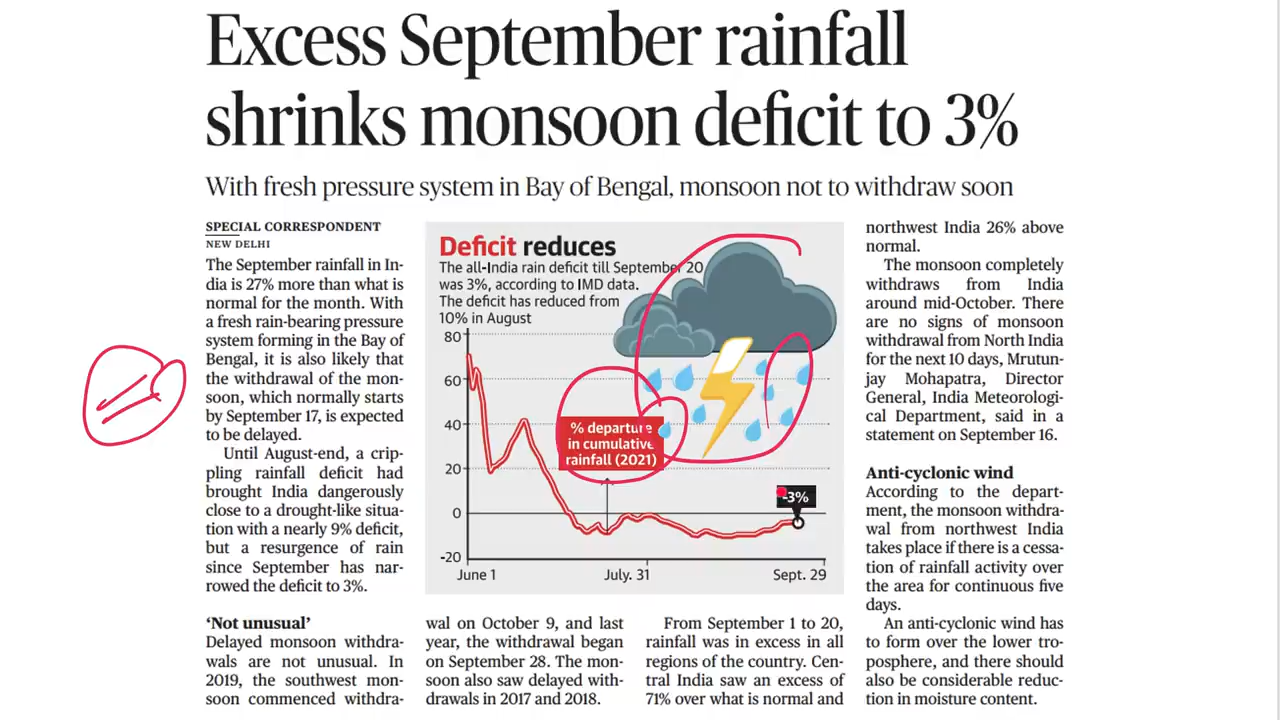 Excess September rainfall
shrinks monsoon deficit to 3%
With fresh pressure system in Bay of Bengal, monsoon not to withdraw soon
SPECIAL CORRESPONDENT
NEW DELHI
The September rainfall in In-
dia is 27% more than what is
normal for the month. With
a fresh rain-bearing pressure
system forming in the Bay of
Bengal, it is also likely that
the withdrawal of the mon-
soon, which normally starts
by September 17, is expected
to be delayed.
Until August-end, a crip-
pling rainfall deficit had
brought India dangerously
close to a drought-like situa-
tion with a nearly 9% deficit,
but a resurgence of rain
since September has nar-
rowed the deficit to 3%.
'Not unusual'
Delayed monsoon withdra-
wals are not unusual. In
2019, the southwest mon-
soon commenced withdra-
Deficit reduces
The all-India rain deficit till September 20
was 3%, according to IMD data.
The deficit has reduced from
10% in August
80
60
40
20
0
-20
% departure
in cumulative
rainfall (2021)
-3%
June 1
July. 31
Sept. 29
wal on October 9, and last
year, the withdrawal began
on September 28. The mon-
soon also saw delayed with-
drawals in 2017 and 2018.
From September 1 to 20,
rainfall was in excess in all
regions of the country. Cen-
tral India saw an excess of
71% over what is normal and
northwest India 26% above
normal.
The monsoon completely
withdraws from India
around mid-October. There
are no signs of monsoon
withdrawal from North India
for the next 10 days, Mrutun-
jay Mohapatra, Director
General, India Meteorologi-
cal Department, said in a
statement on September 16.
Anti-cyclonic wind
According to the depart-
ment, the monsoon withdra-
wal from northwest India
takes place if there is a cessa-
tion of rainfall activity over
the area for continuous five
days.
An anti-cyclonic wind has
to form over the lower tro-
posphere, and there should
also be considerable reduc-
tion in moisture content.